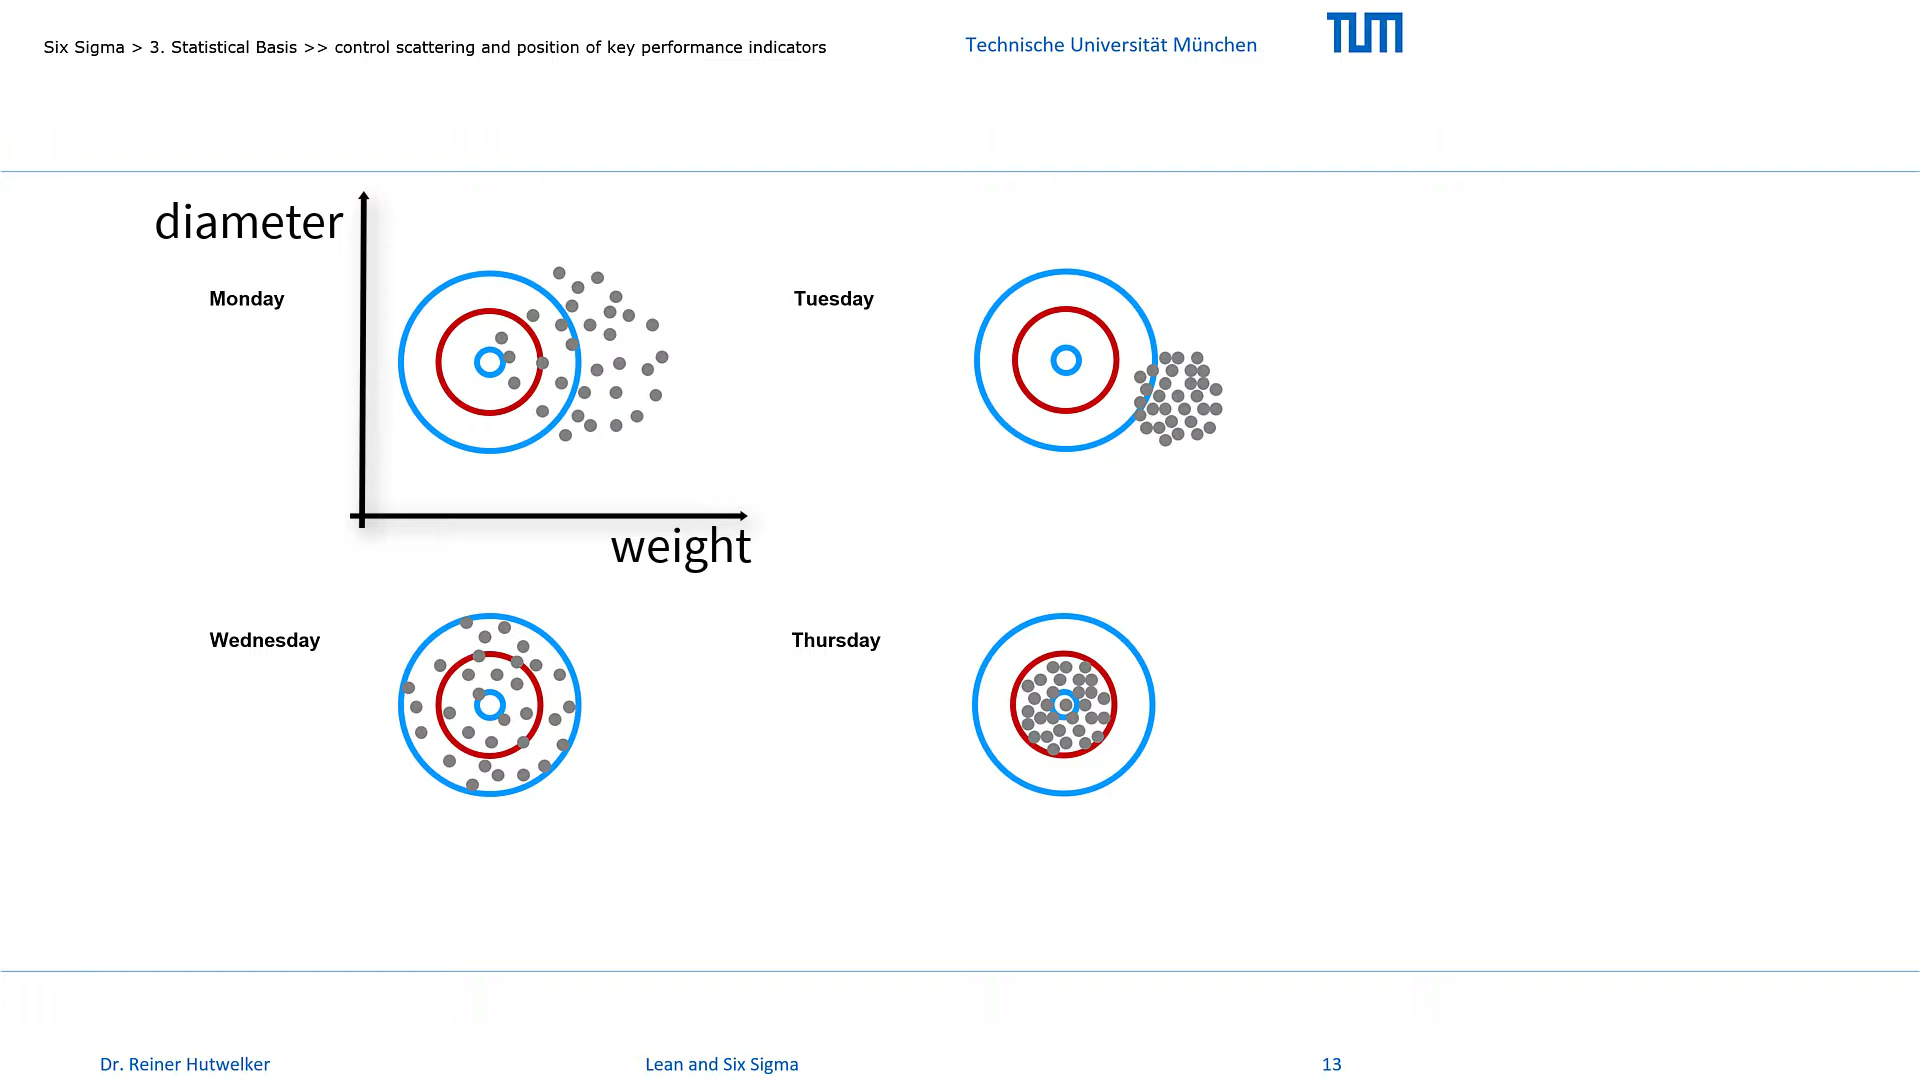 Six Sigma > 3. Statistical Basis >> control scattering and position of key performance indicators
Technische Universität München
TUM
diameter
Monday
Tuesday
weight
Wednesday
Thursday
Dr. Reiner Hutwelker
Lean and Six Sigma
13